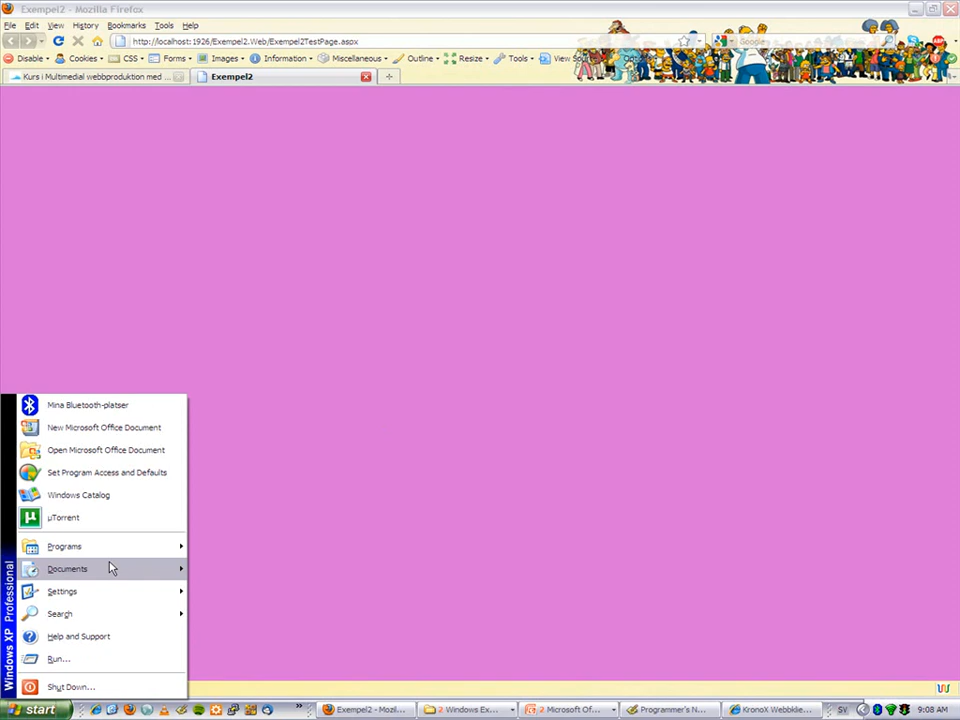 Exempel2 - Mozilla Firefox
File Edit View History Bookmarks Tools Help
http://localhost:1926/Exempel2.Web/Exempel2TestPage.aspx
Google
Disable Cookies CSS Forms Images Information Miscellaneous Outline Resize Tools View
Kurs i Multimedial webbproduktion med ...
Exempel2
Mina Bluetooth-platser
New Microsoft Office Document
Open Microsoft Office Document
Set Program Access and Defaults
Windows Catalog
µTorrent
Programs
Documents
Settings
Search
Help and Support
Run...
Shut Down...
Windows XP Professional
start
Exempel2 - Mozil...
2 Windows Ex...
2 Microsoft Of...
Programmer's N...
KronoX Webbkle...
SV
9:08 AM